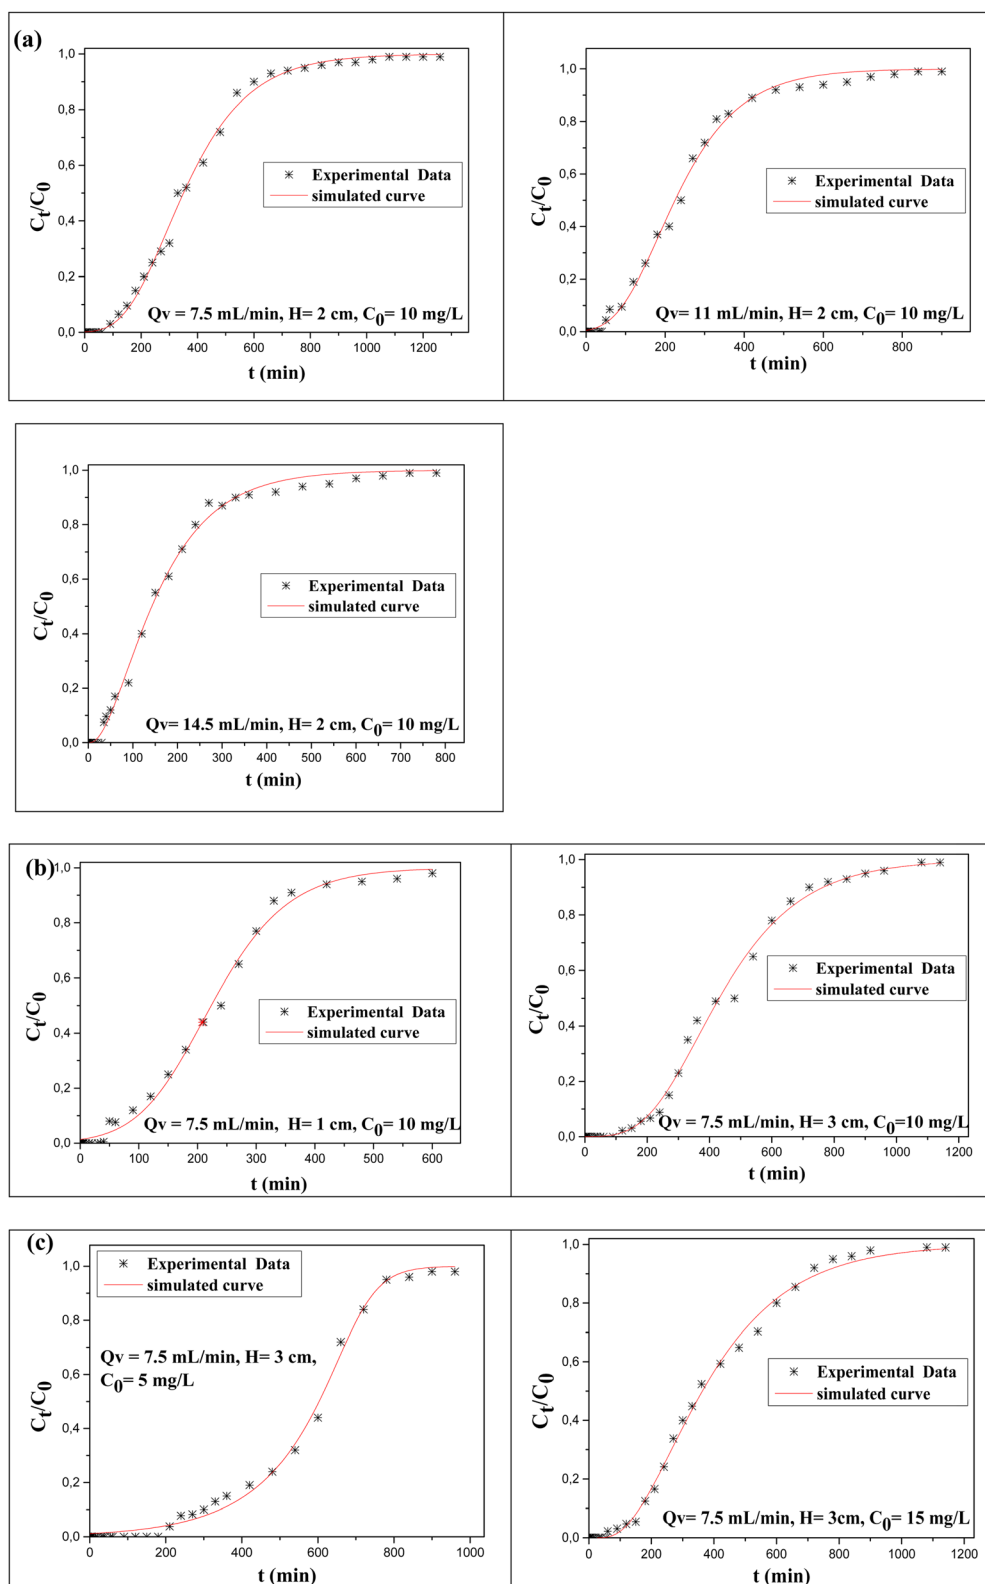 (a)
1,0
0,8
0,6
0,4
0,2
0,0
Ct/C0
Experimental Data
simulated curve
Qv = 7.5 mL/min, H= 2 cm, C0= 10 mg/L
0 200 400 600 800 1000 1200
t (min)
1,0
0,8
0,6
0,4
0,2
0,0
Ct/C0
Experimental Data
simulated curve
Qv= 11 mL/min, H= 2 cm, C0= 10 mg/L
0 200 400 600 800
t (min)
1,0
0,8
0,6
0,4
0,2
0,0
Ct/C0
Experimental Data
simulated curve
Qv= 14.5 mL/min, H= 2 cm, C0= 10 mg/L
0 100 200 300 400 500 600 700 800
t (min)
(b)
1,0
0,8
0,6
0,4
0,2
0,0
Ct/C0
Experimental Data
simulated curve
Qv = 7.5 mL/min, H= 1 cm, C0= 10 mg/L
0 100 200 300 400 500 600
t (min)
1,0
0,8
0,6
0,4
0,2
0,0
Ct/C0
Experimental Data
simulated curve
Qv = 7.5 mL/min, H= 3 cm, C0=10 mg/L
0 200 400 600 800 1000 1200
t (min)
(c)
1,0
0,8
0,6
0,4
0,2
0,0
Ct/C0
Experimental Data
simulated curve
Qv = 7.5 mL/min, H= 3 cm,
C0= 5 mg/L
0 200 400 600 800 1000
t (min)
1,0
0,8
0,6
0,4
0,2
0,0
Ct/C0
Experimental Data
simulated curve
Qv = 7.5 mL/min, H= 3cm, C0= 15 mg/L
0 200 400 600 800 1000 1200
t (min)